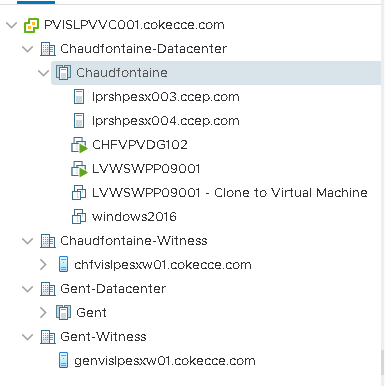 PVISLPVVC001.cokecce.com
Chaudfontaine-Datacenter
Chaudfontaine
lprshpesx003.ccep.com
lprshpesx004.ccep.com
CHFVPVDG102
LVWSWPP09001
LVWSWPP09001 - Clone to Virtual Machine
windows2016
Chaudfontaine-Witness
chfvislpesxw01.cokecce.com
Gent-Datacenter
Gent
Gent-Witness
genvislpesxw01.cokecce.com